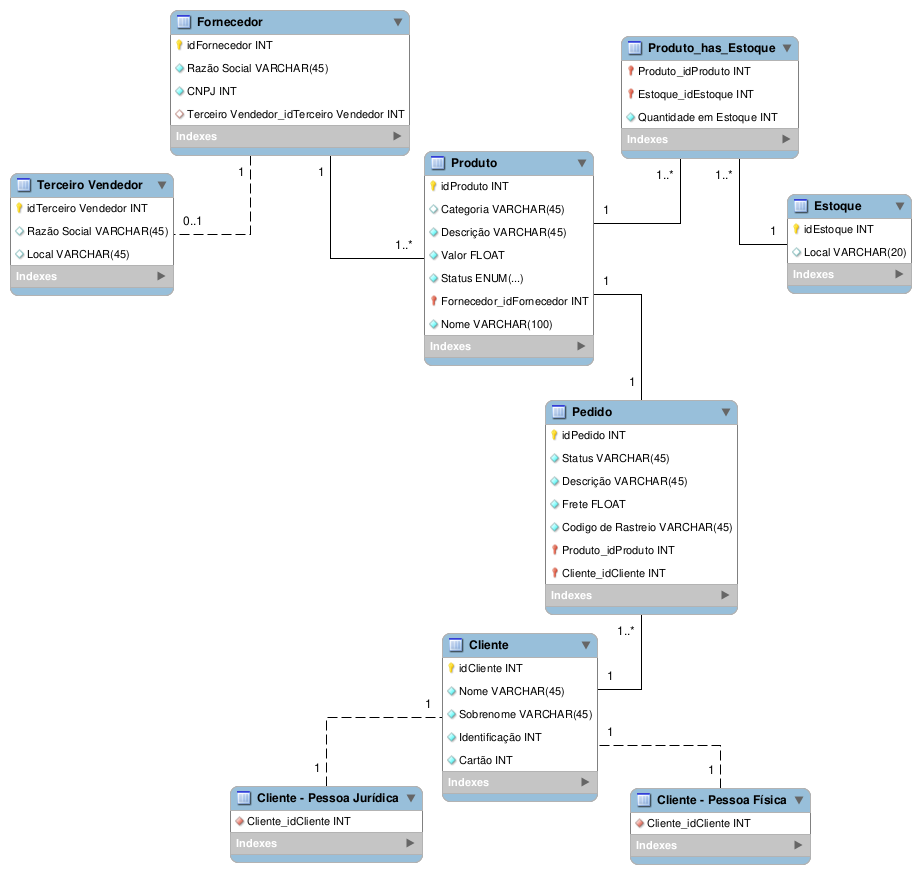 Fornecedor
idFornecedor INT
Razão Social VARCHAR(45)
CNPJ INT
Terceiro Vendedor_idTerceiro Vendedor INT
Indexes
Produto_has_Estoque
Produto_idProduto INT
Estoque_idEstoque INT
Quantidade em Estoque INT
Indexes
1
1
1..*
1..*
Terceiro Vendedor
idTerceiro Vendedor INT
Razão Social VARCHAR(45)
Local VARCHAR(45)
Indexes
0..1
1..*
Produto
idProduto INT
Categoria VARCHAR(45)
Descrição VARCHAR(45)
Valor FLOAT
Status ENUM(...)
Fornecedor_idFornecedor INT
Nome VARCHAR(100)
Indexes
1
1
1
Estoque
idEstoque INT
Local VARCHAR(20)
Indexes
1
Pedido
idPedido INT
Status VARCHAR(45)
Descrição VARCHAR(45)
Frete FLOAT
Codigo de Rastreio VARCHAR(45)
Produto_idProduto INT
Cliente_idCliente INT
Indexes
1..*
1
Cliente
idCliente INT
Nome VARCHAR(45)
Sobrenome VARCHAR(45)
Identificação INT
Cartão INT
Indexes
1
1
1
1
Cliente - Pessoa Jurídica
Cliente_idCliente INT
Indexes
Cliente - Pessoa Física
Cliente_idCliente INT
Indexes